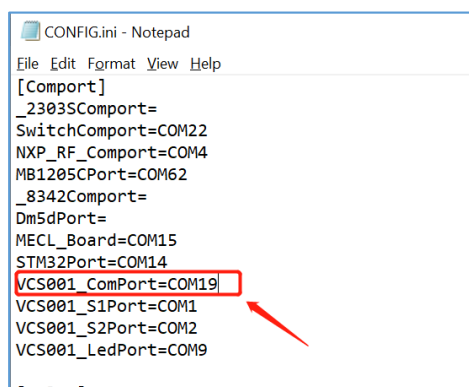 CONFIG.ini - Notepad
File Edit Format View Help
[Comport]
_2303SComport=
SwitchComport=COM22
NXP_RF_Comport=COM4
MB1205CPort=COM62
_8342Comport=
Dm5dPort=
MECL_Board=COM15
STM32Port=COM14
VCS001_ComPort=COM19
VCS001_S1Port=COM1
VCS001_S2Port=COM2
VCS001_LedPort=COM9